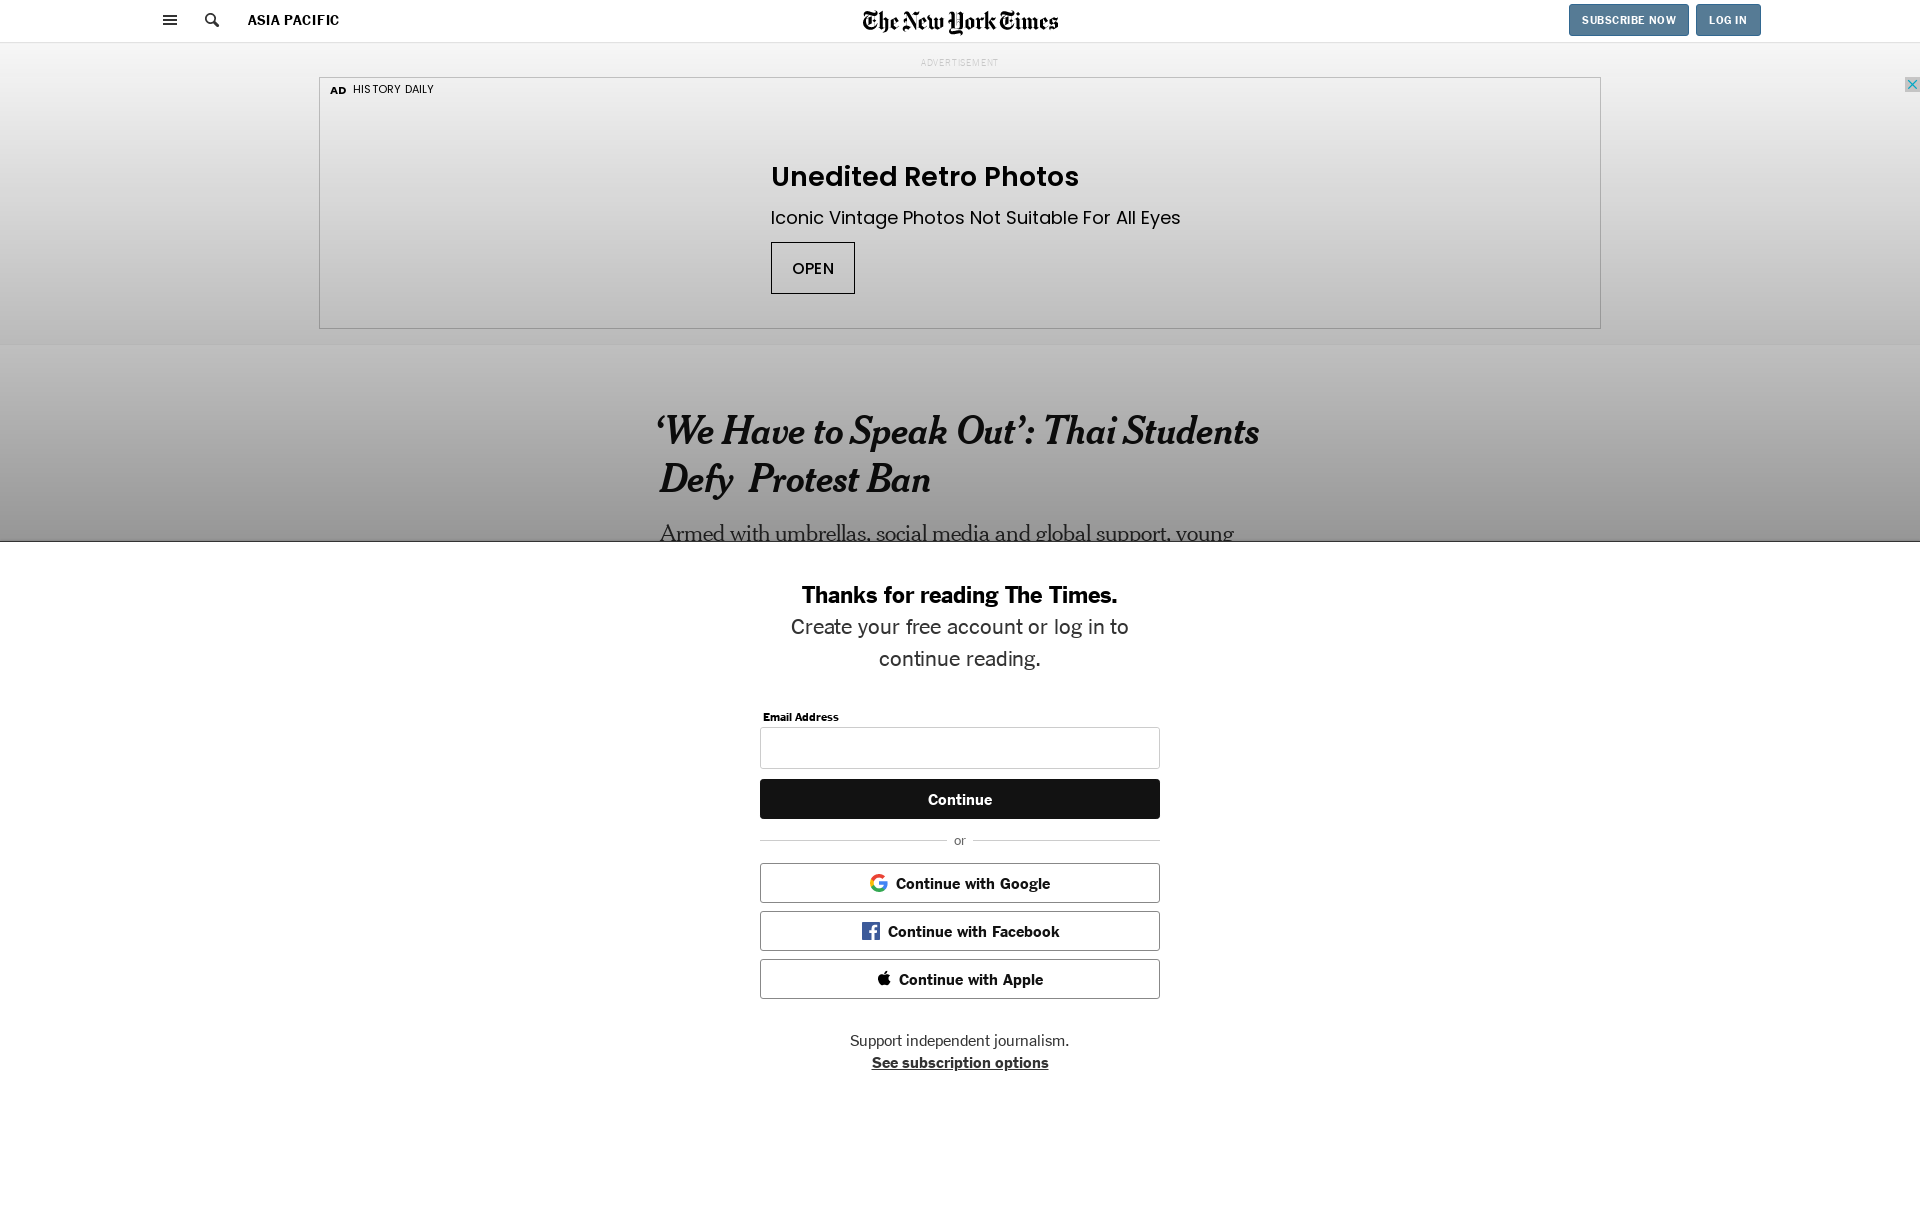 ASIA PACIFIC
The New York Times
SUBSCRIBE NOW
LOG IN
ADVERTISEMENT
AD HISTORY DAILY
Unedited Retro Photos
Iconic Vintage Photos Not Suitable For All Eyes
OPEN
‘We Have to Speak Out’: Thai Students
Defy Protest Ban
Armed with umbrellas, social media and global support, young
Thanks for reading The Times.
Create your free account or log in to
continue reading.
Email Address
Continue
or
Continue with Google
Continue with Facebook
Continue with Apple
Support independent journalism.
See subscription options